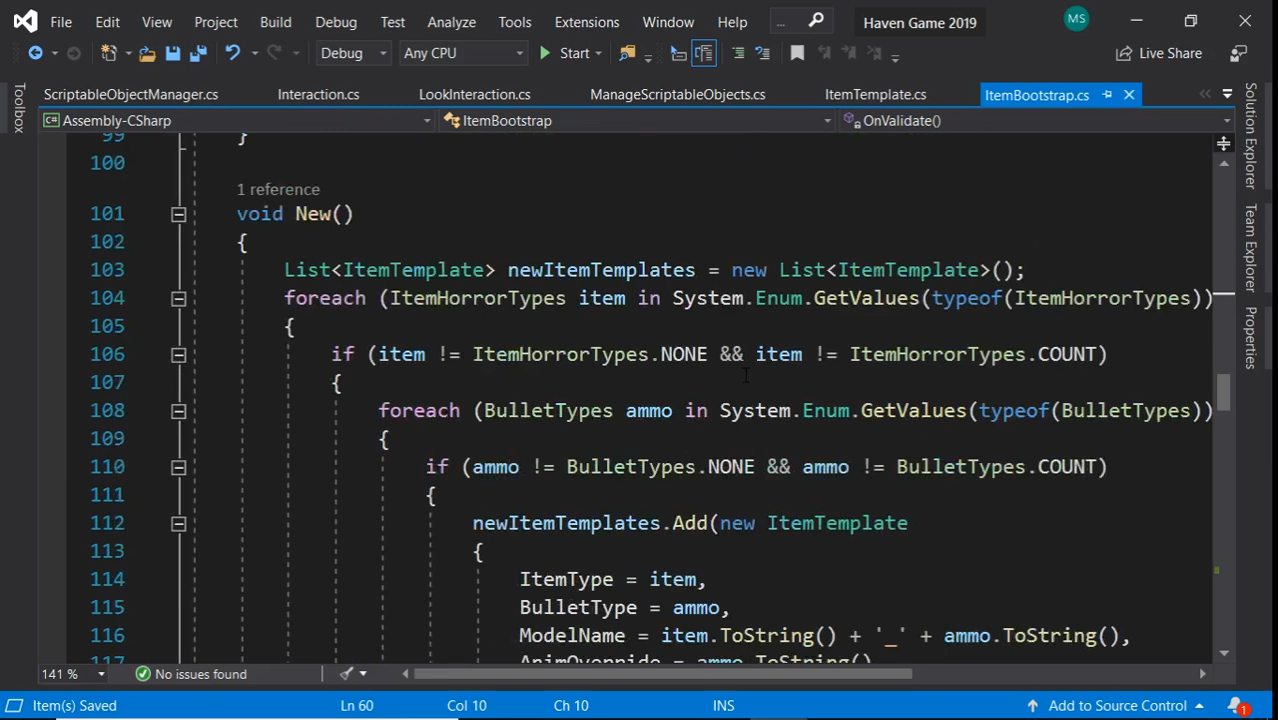 File Edit View Project Build Debug Test Analyze Tools Extensions Window Help ... Haven Game 2019 MS
Debug Any CPU Start Live Share
ScriptableObjectManager.cs Interaction.cs LookInteraction.cs ManageScriptableObjects.cs ItemTemplate.cs ItemBootstrap.cs
Assembly-CSharp ItemBootstrap OnValidate()
Toolbox
Solution Explorer
Team Explorer
Properties
99 }
100
1 reference
101 void New()
102 {
103 List<ItemTemplate> newItemTemplates = new List<ItemTemplate>();
104 foreach (ItemHorrorTypes item in System.Enum.GetValues(typeof(ItemHorrorTypes))
105 {
106 if (item != ItemHorrorTypes.NONE && item != ItemHorrorTypes.COUNT)
107 {
108 foreach (BulletTypes ammo in System.Enum.GetValues(typeof(BulletTypes))
109 {
110 if (ammo != BulletTypes.NONE && ammo != BulletTypes.COUNT)
111 {
112 newItemTemplates.Add(new ItemTemplate
113 {
114 ItemType = item,
115 BulletType = ammo,
116 ModelName = item.ToString() + '_' + ammo.ToString(),
117 AnimOverride = ammo.ToString()
141 % No issues found
Item(s) Saved Ln 60 Col 10 Ch 10 INS Add to Source Control 1